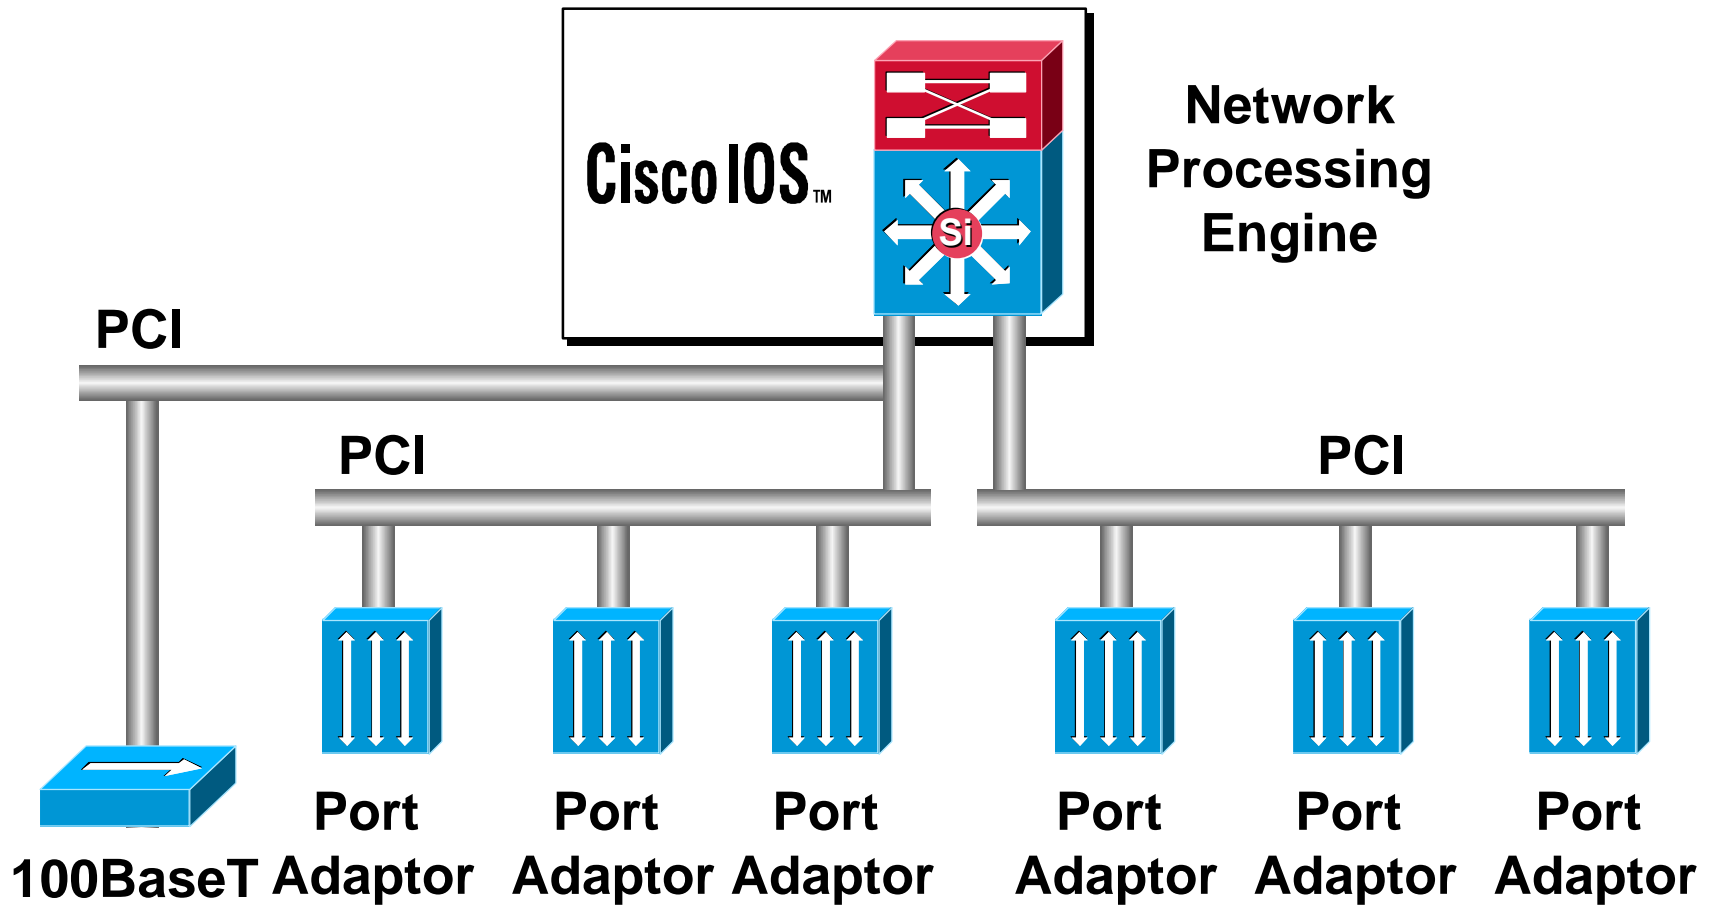 Cisco IOS™
Si
Network
Processing
Engine
PCI
PCI
PCI
100BaseT
Port
Adaptor
Port
Adaptor
Port
Adaptor
Port
Adaptor
Port
Adaptor
Port
Adaptor